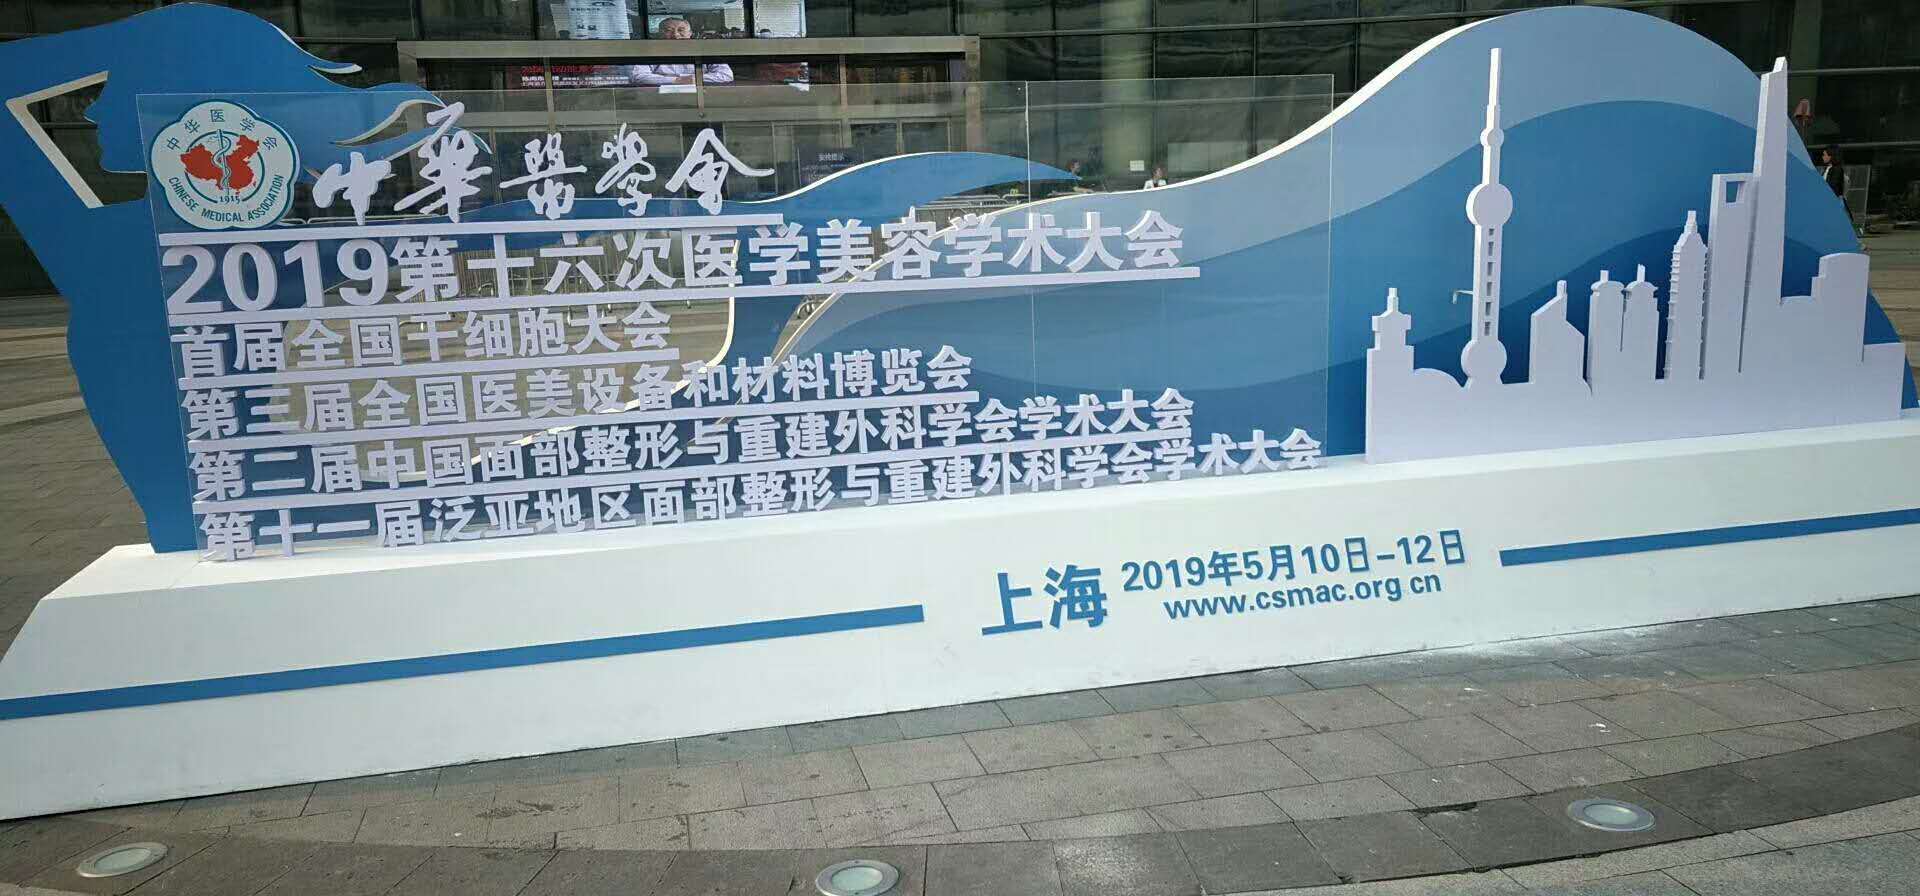 中华医学会
CHINESE MEDICAL ASSOCIATION
1915
中华医学会
2019第十六次医学美容学术大会
首届全国干细胞大会
第三届全国医美设备和材料博览会
第二届中国面部整形与重建外科学会学术大会
第十一届泛亚地区面部整形与重建外科学会学术大会
上海 2019年5月10日-12日
www.csmac.org cn